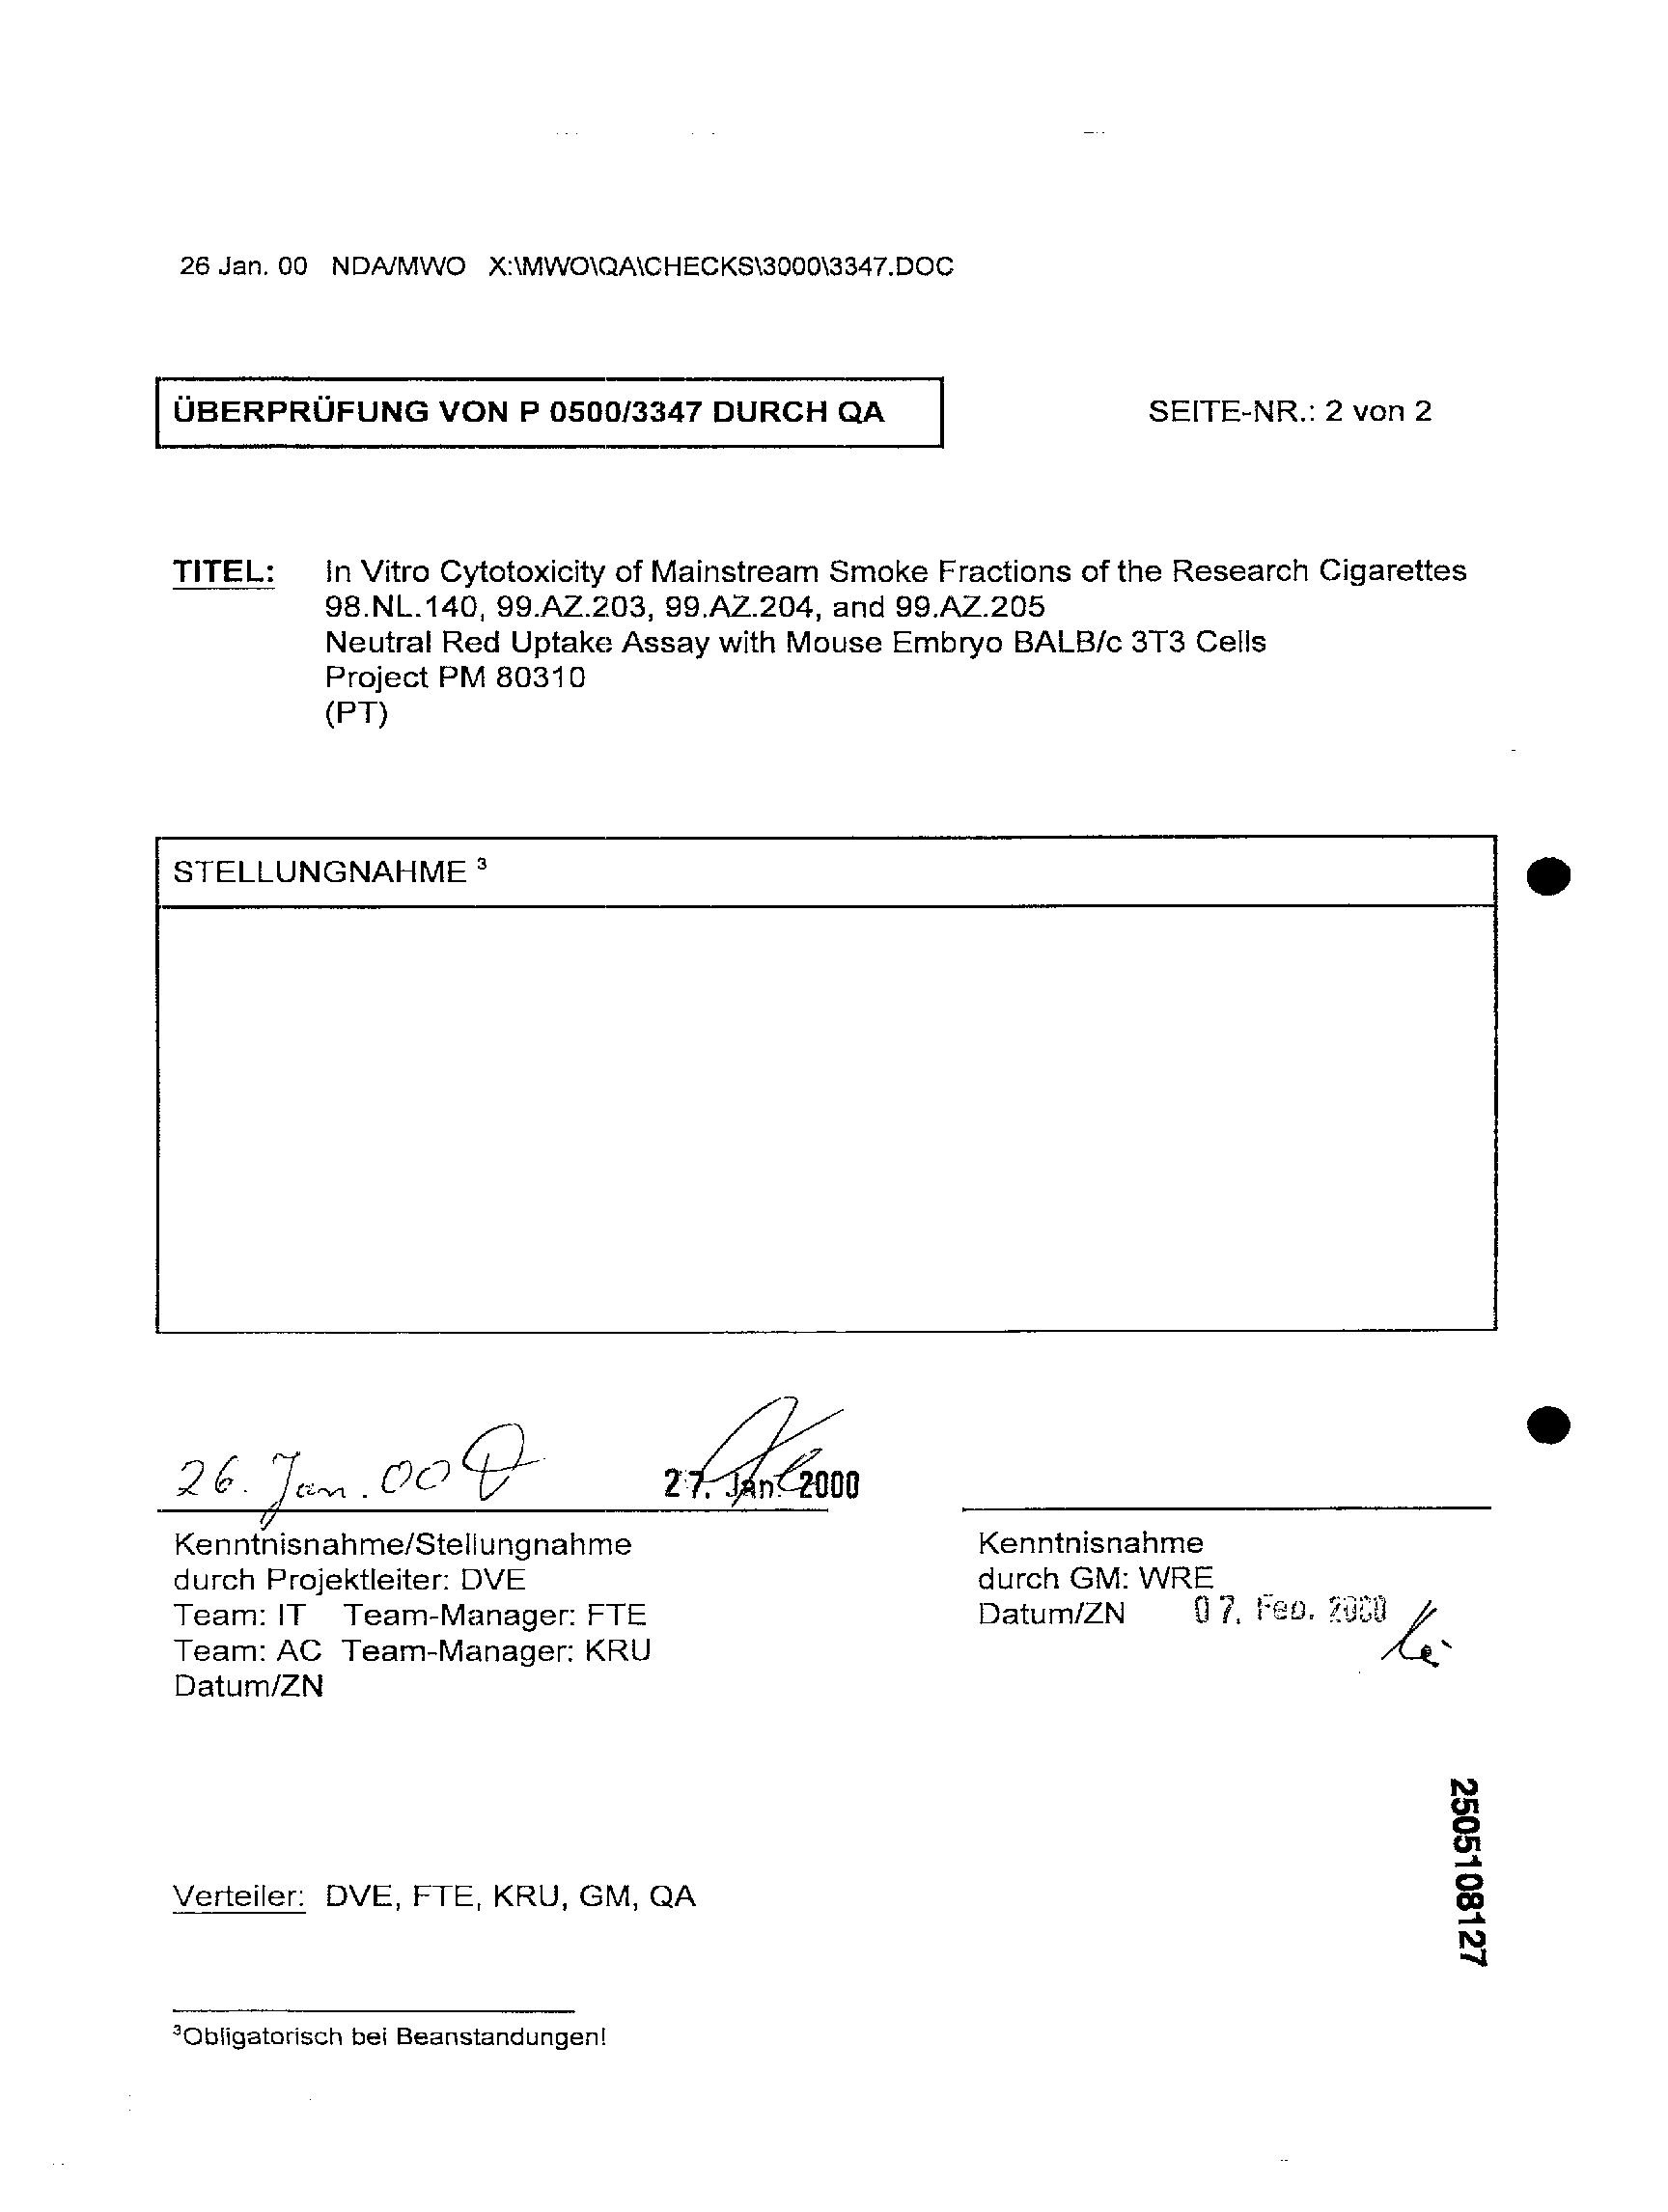 26 Jan. 00 NDA/MWO X:\MWO\QA\CHECKS\3000\3347.DOC
ÜBERPRÜFUNG VON P 0500/3347 DURCH QA
SEITE-NR.: 2 von 2
TITEL: In Vitro Cytotoxicity of Mainstream Smoke Fractions of the Research Cigarettes
98.NL.140, 99.AZ.203, 99.AZ.204, and 99.AZ.205
Neutral Red Uptake Assay with Mouse Embryo BALB/c 3T3 Cells
Project PM 80310
(PT)
STELLUNGNAHME ³
26. Jan. 00
27. Jan. 2000
Kenntnisnahme/Stellungnahme
durch Projektleiter: DVE
Team: IT Team-Manager: FTE
Team: AC Team-Manager: KRU
Datum/ZN
Kenntnisnahme
durch GM: WRE
Datum/ZN 07. Feb. 2000
Verteiler: DVE, FTE, KRU, GM, QA
2505108127
³Obligatorisch bei Beanstandungen!